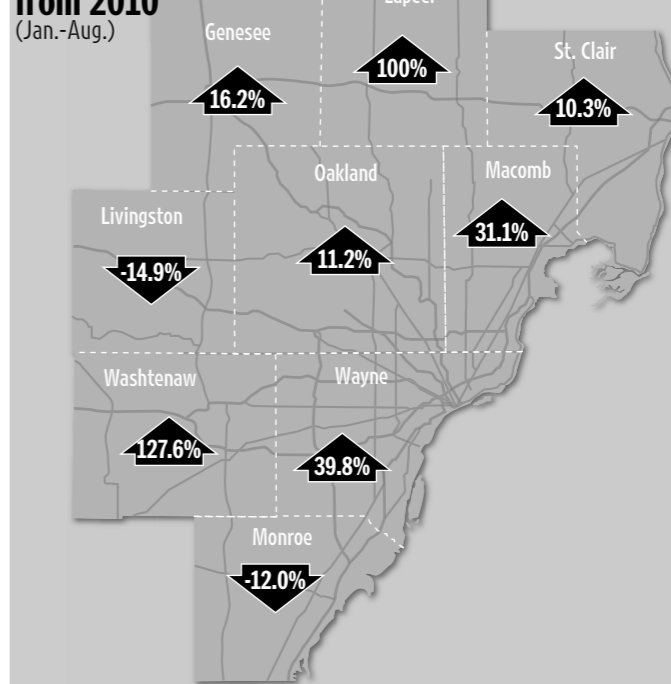 from 2010
(Jan.-Aug.)
Genesee
16.2%
Lapeer
100%
St. Clair
10.3%
Livingston
-14.9%
Oakland
11.2%
Macomb
31.1%
Washtenaw
127.6%
Wayne
39.8%
Monroe
-12.0%